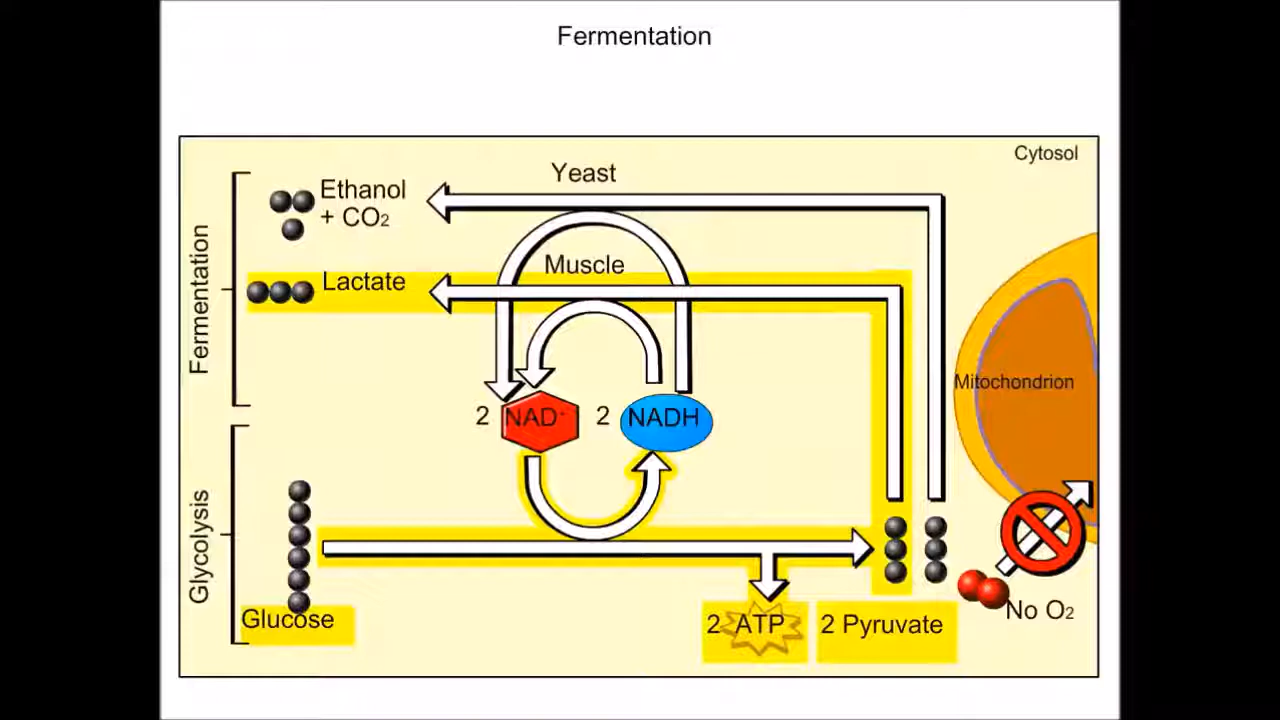 Fermentation
Cytosol
Yeast
Ethanol
+ CO₂
Muscle
Lactate
Fermentation
Mitochondrion
2 NAD⁺ 2 NADH
Glycolysis
Glucose
2 ATP
2 Pyruvate
No O₂